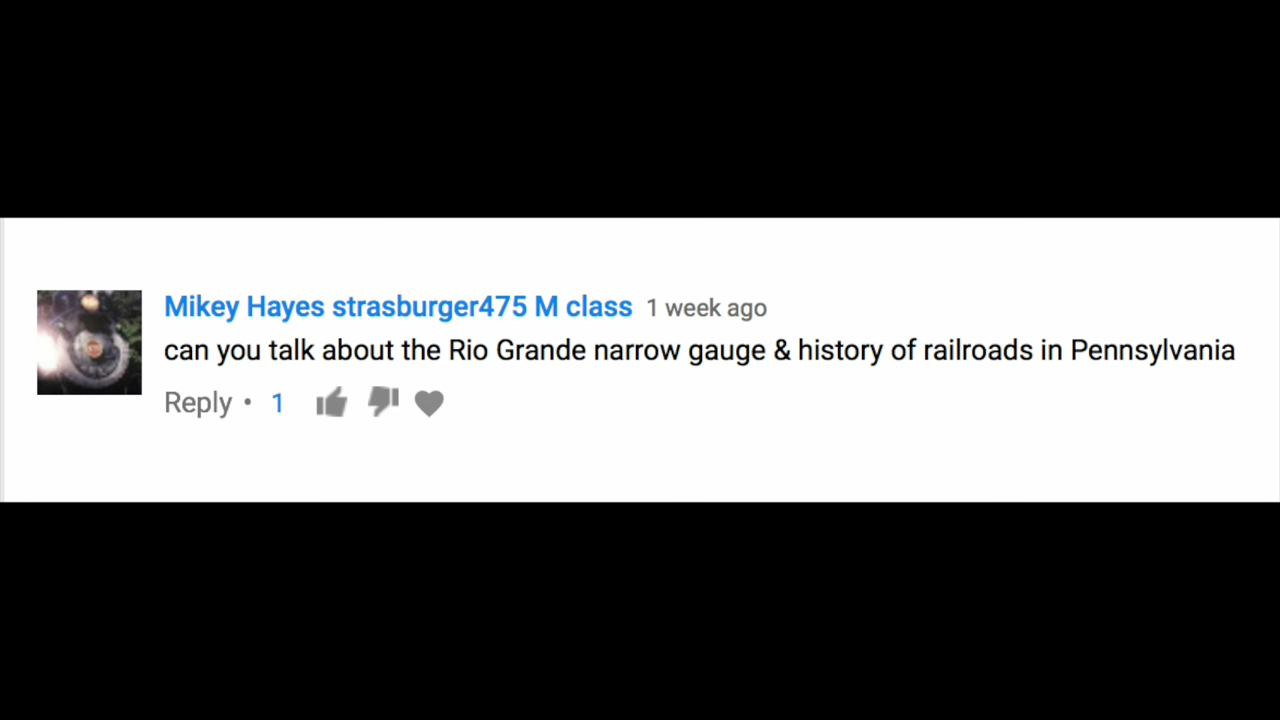 Mikey Hayes strasburger475 M class 1 week ago
can you talk about the Rio Grande narrow gauge & history of railroads in Pennsylvania
Reply • 1